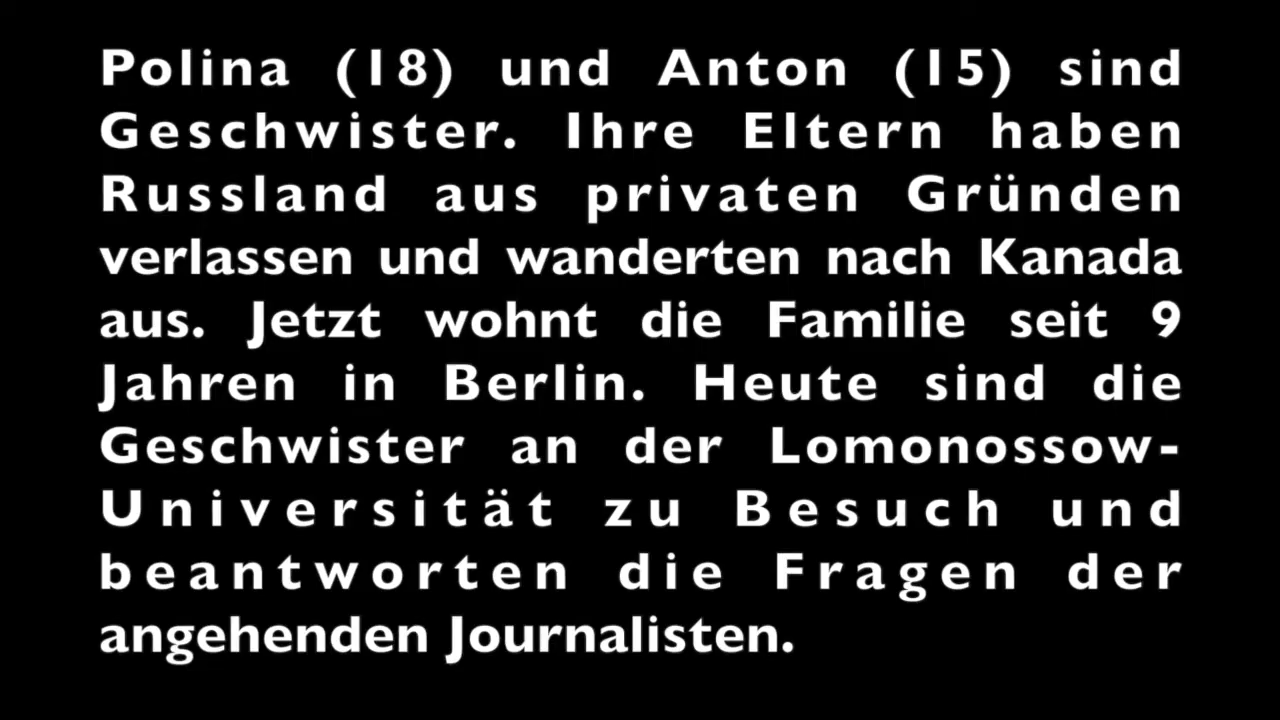 Polina (18) und Anton (15) sind
Geschwister. Ihre Eltern haben
Russland aus privaten Gründen
verlassen und wanderten nach Kanada
aus. Jetzt wohnt die Familie seit 9
Jahren in Berlin. Heute sind die
Geschwister an der Lomonossow-
Universität zu Besuch und
beantworten die Fragen der
angehenden Journalisten.